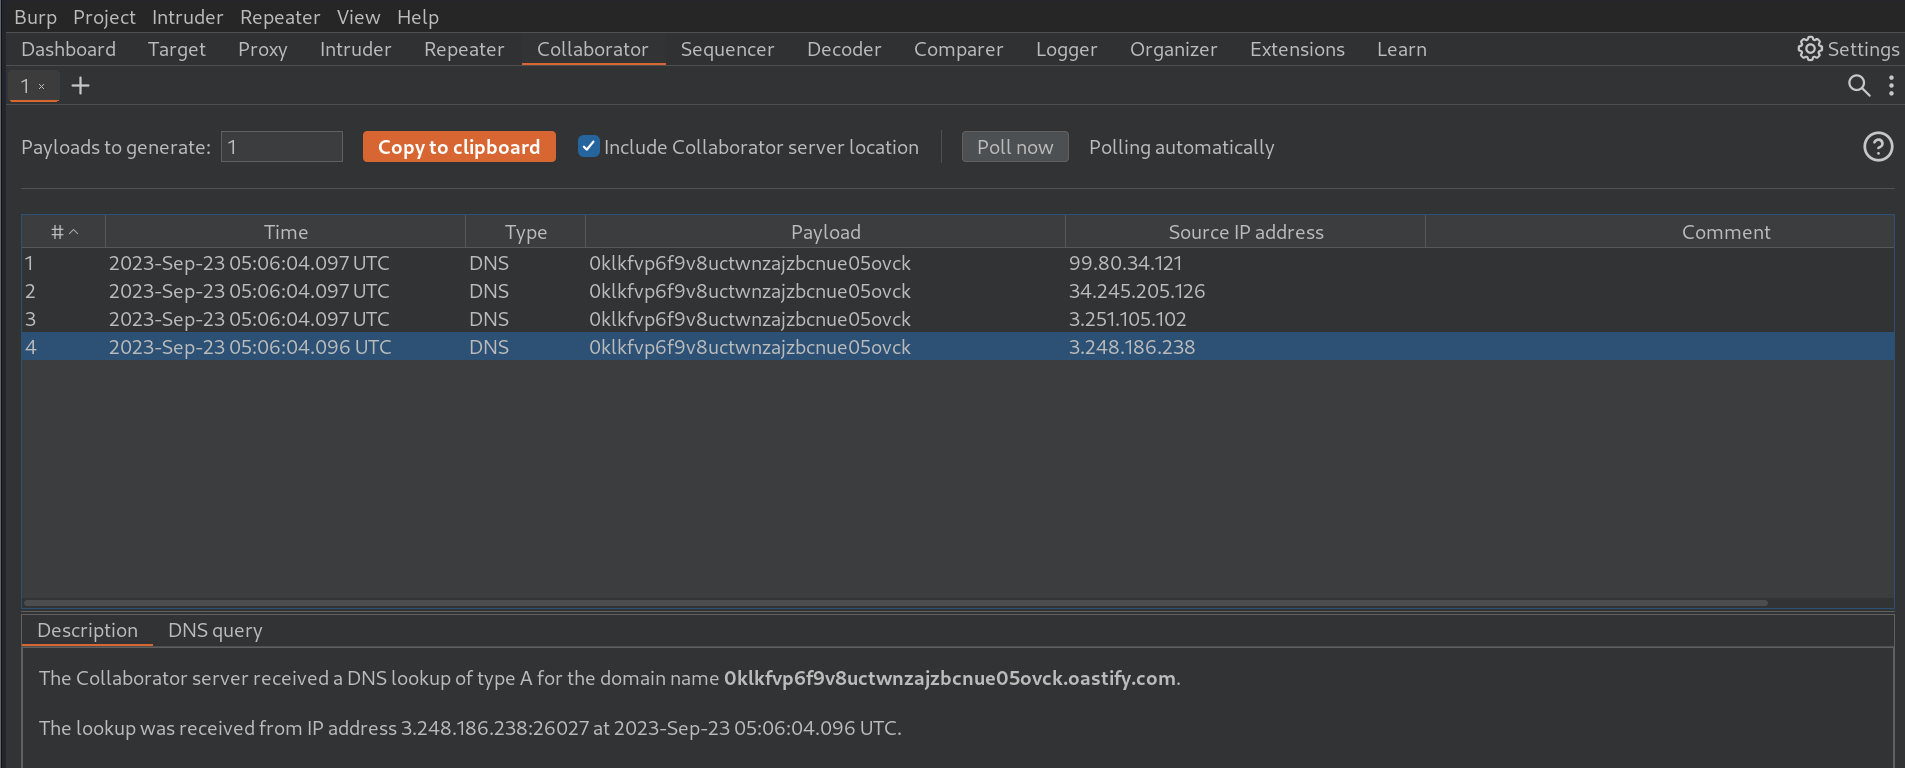 Burp Project Intruder Repeater View Help
Dashboard Target Proxy Intruder Repeater Collaborator Sequencer Decoder Comparer Logger Organizer Extensions Learn Settings
1 × +
Payloads to generate: 1 Copy to clipboard Include Collaborator server location Poll now Polling automatically ?
# Time Type Payload Source IP address Comment
1 2023-Sep-23 05:06:04.097 UTC DNS 0klkfvp6f9v8uctwnzajzbcnue05ovck 99.80.34.121
2 2023-Sep-23 05:06:04.097 UTC DNS 0klkfvp6f9v8uctwnzajzbcnue05ovck 34.245.205.126
3 2023-Sep-23 05:06:04.097 UTC DNS 0klkfvp6f9v8uctwnzajzbcnue05ovck 3.251.105.102
4 2023-Sep-23 05:06:04.096 UTC DNS 0klkfvp6f9v8uctwnzajzbcnue05ovck 3.248.186.238
Description DNS query
The Collaborator server received a DNS lookup of type A for the domain name 0klkfvp6f9v8uctwnzajzbcnue05ovck.oastify.com.
The lookup was received from IP address 3.248.186.238:26027 at 2023-Sep-23 05:06:04.096 UTC.